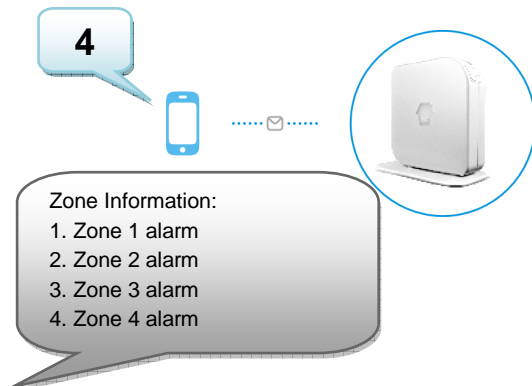 4
Zone Information:
1. Zone 1 alarm
2. Zone 2 alarm
3. Zone 3 alarm
4. Zone 4 alarm